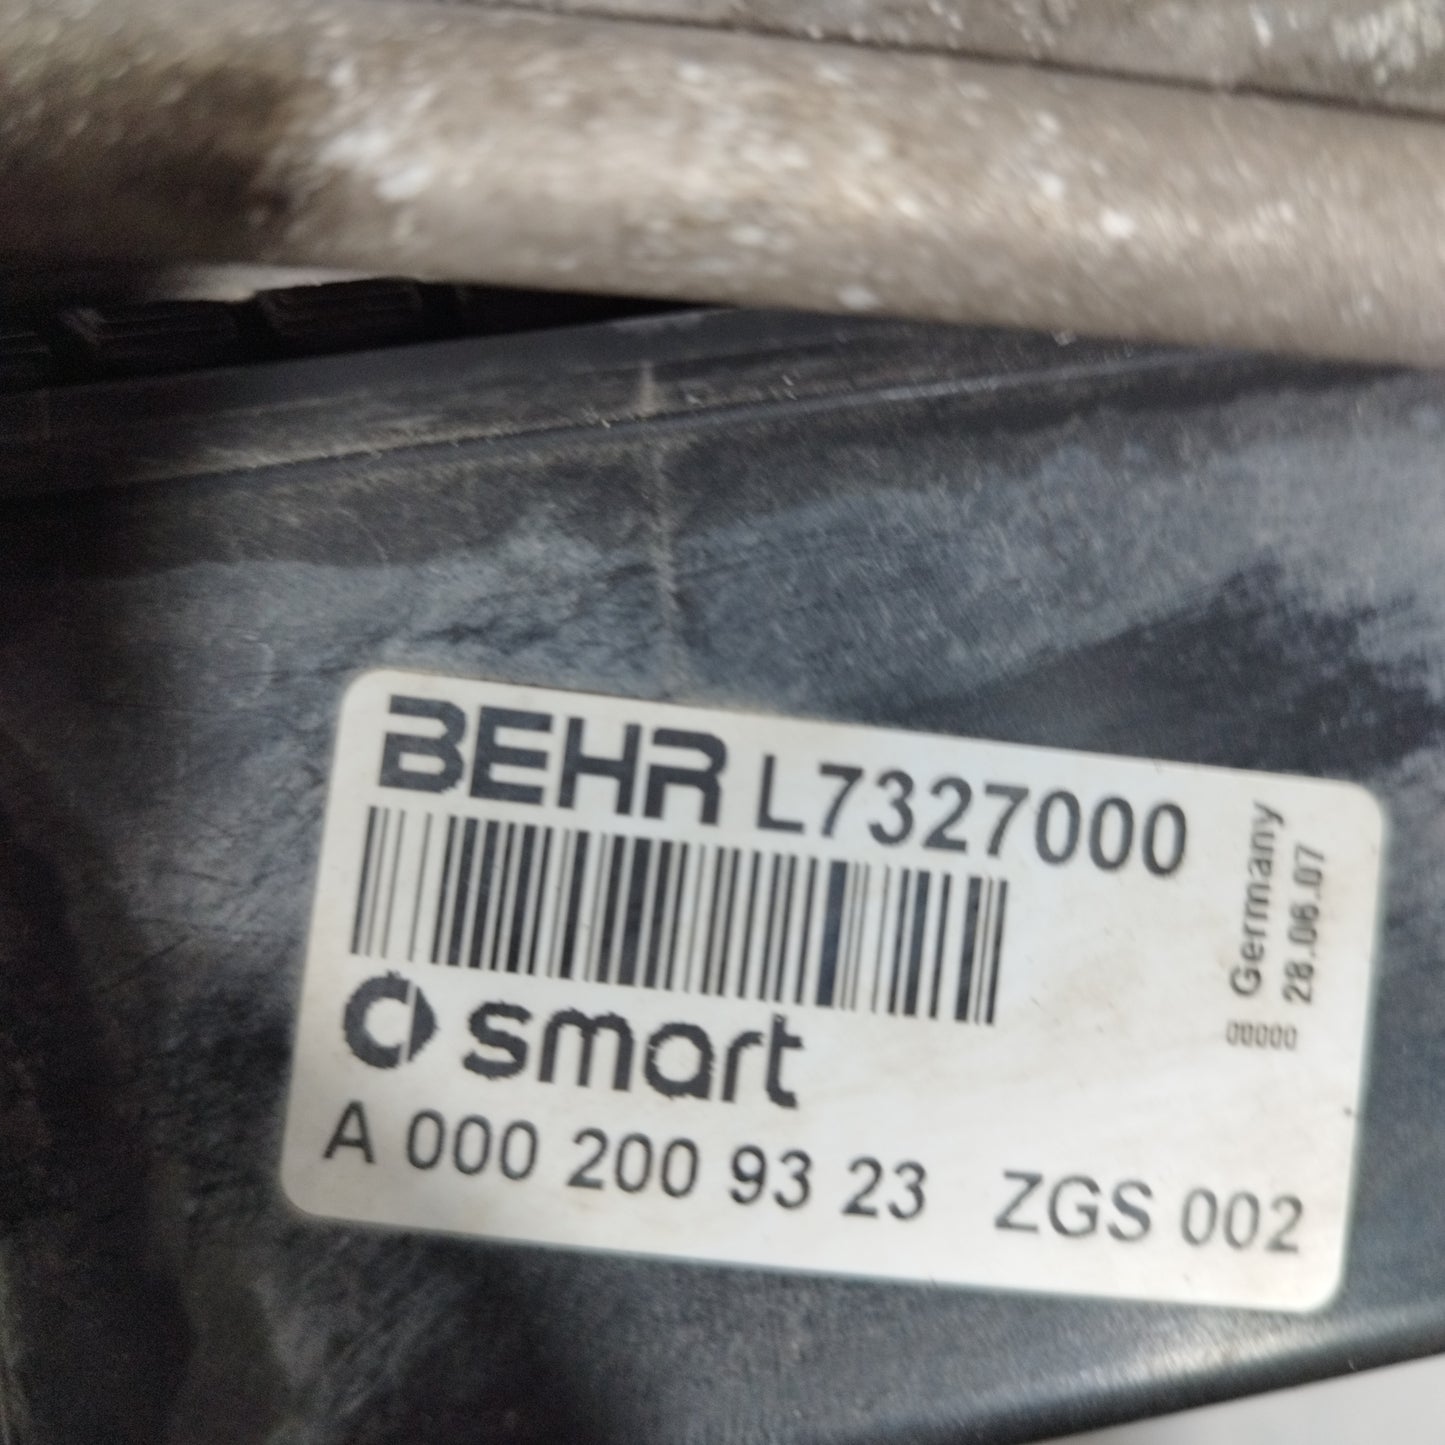 BEHR L7327000
smart
A 000 200 93 23 ZGS 002
Germany
28.06.07
00000